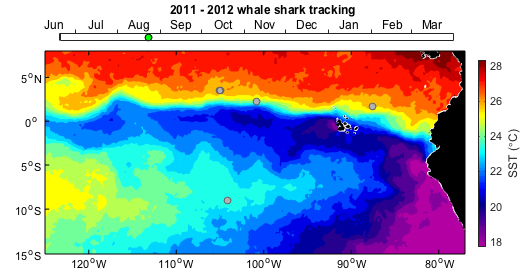 2011 - 2012 whale shark tracking
Jun Jul Aug Sep Oct Nov Dec Jan Feb Mar
5°N
0°
5°S
10°S
15°S
120°W 110°W 100°W 90°W 80°W
28
26
24
22
20
18
SST (°C)